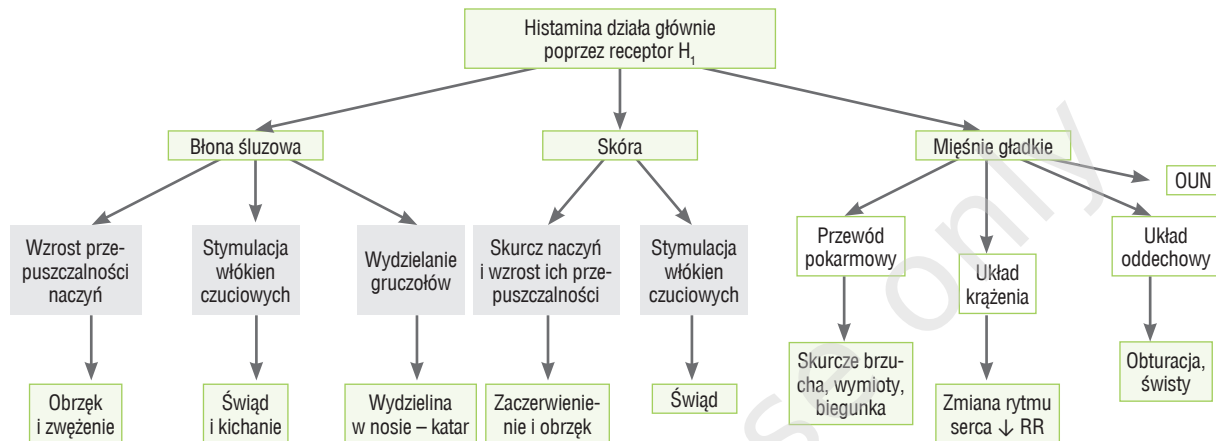 Histamina działa głównie
poprzez receptor H₁
Błona śluzowa
Skóra
Mięśnie gładkie
OUN
Wzrost prze-
puszczalności
naczyń
Stymulacja
włókien
czuciowych
Wydzielanie
gruczołów
Skurcz naczyń
i wzrost ich prze-
puszczalności
Stymulacja
włókien
czuciowych
Przewód
pokarmowy
Układ
krążenia
Układ
oddechowy
Obrzęk
i zwężenie
Świąd
i kichanie
Wydzielina
w nosie – katar
Zaczerwienie-
nie i obrzęk
Świąd
Skurcze brzu-
cha, wymioty,
biegunka
Zmiana rytmu
serca ↓ RR
Obturacja,
świsty
se only